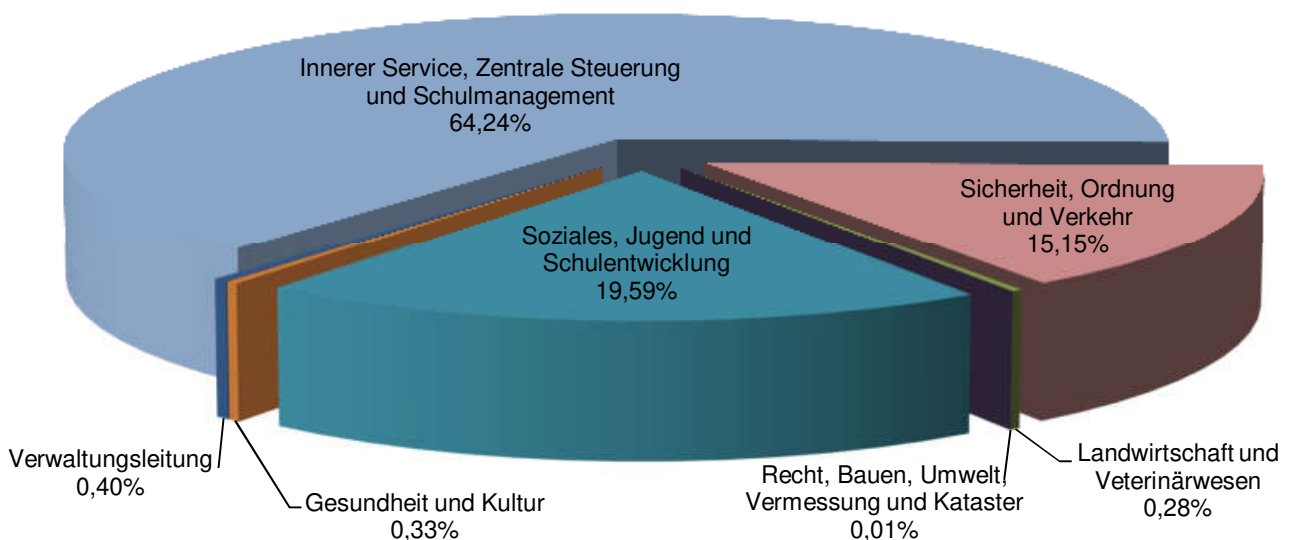 Innerer Service, Zentrale Steuerung
und Schulmanagement
64,24%
Sicherheit, Ordnung
und Verkehr
15,15%
Soziales, Jugend und
Schulentwicklung
19,59%
Verwaltungsleitung
0,40%
Gesundheit und Kultur
0,33%
Recht, Bauen, Umwelt,
Vermessung und Kataster
0,01%
Landwirtschaft und
Veterinärwesen
0,28%